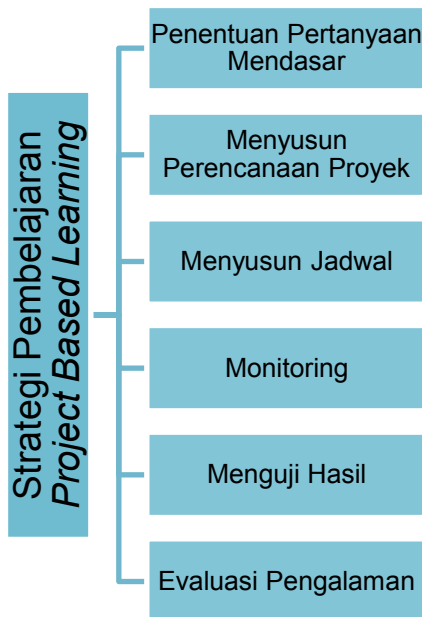 Strategi Pembelajaran
Project Based Learning
Penentuan Pertanyaan
Mendasar
Menyusun
Perencanaan Proyek
Menyusun Jadwal
Monitoring
Menguji Hasil
Evaluasi Pengalaman